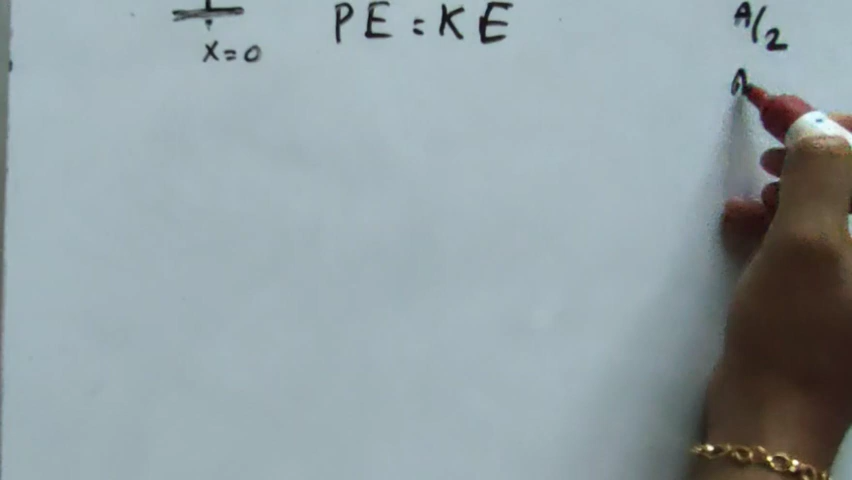 PE = KE
x=0
A/2
A